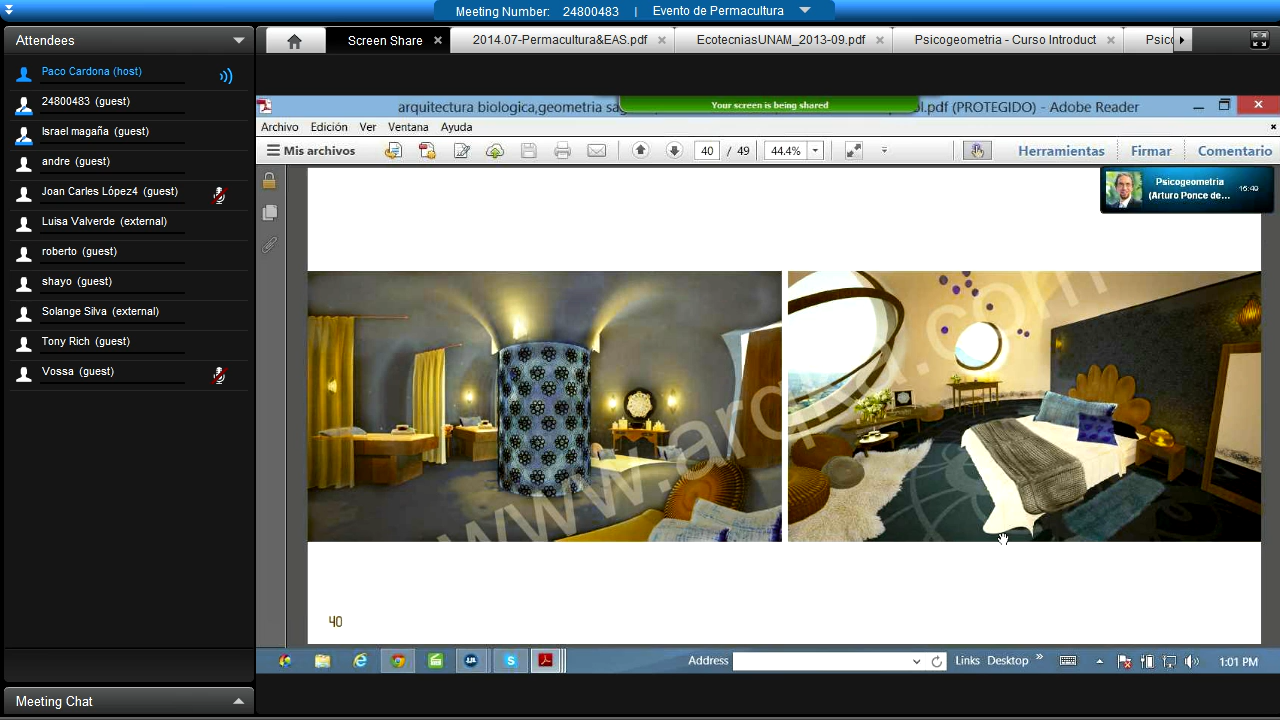 Meeting Number: 24800483 | Evento de Permacultura
Attendees
Screen Share
2014.07-Permacultura&EAS.pdf
EcotecniasUNAM_2013-09.pdf
Psicogeometria - Curso Introduct
Psic
Paco Cardona (host)
24800483 (guest)
Israel magaña (guest)
andre (guest)
Joan Carles López4 (guest)
Luisa Valverde (external)
roberto (guest)
shayo (guest)
Solange Silva (external)
Tony Rich (guest)
Vossa (guest)
Meeting Chat
arquitectura biologica,geometria sa
Your screen is being shared
ol.pdf (PROTEGIDO) - Adobe Reader
Archivo Edición Ver Ventana Ayuda
Mis archivos
40 / 49
44.4%
Herramientas Firmar Comentario
Psicogeometria
(Arturo Ponce de...
16:49
40
Address
Links Desktop »
1:01 PM